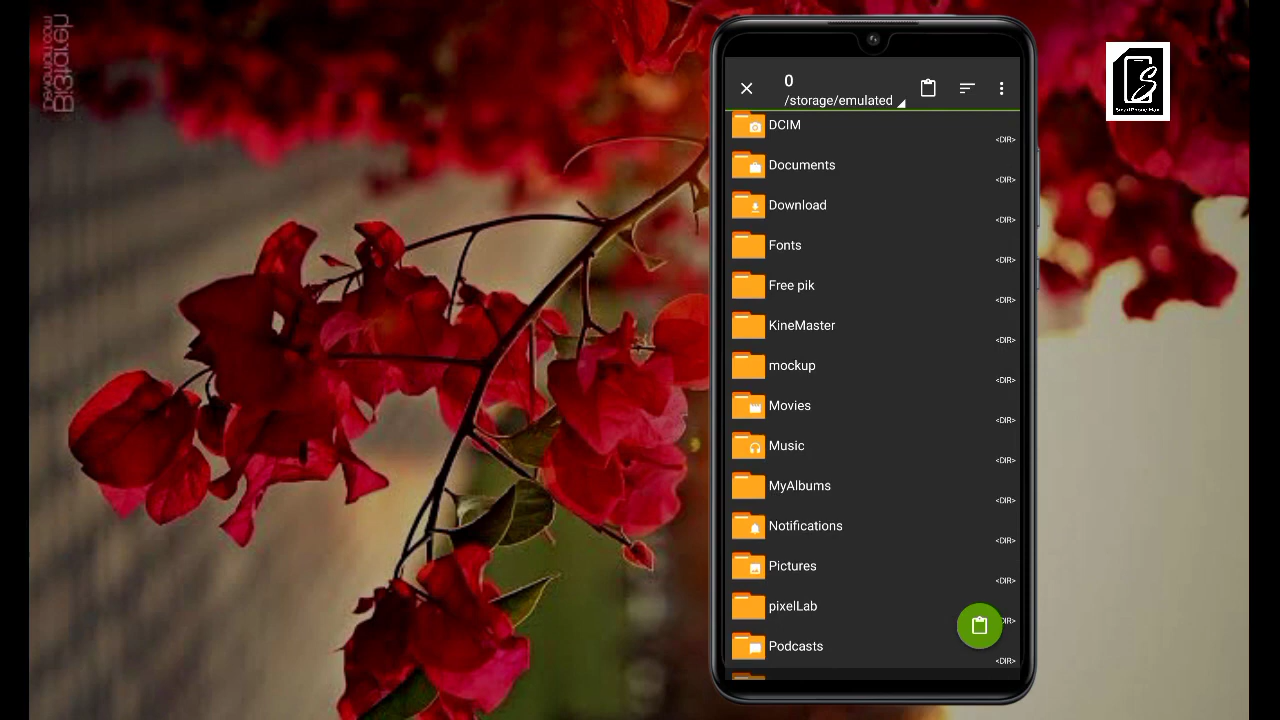 0
/storage/emulated
DCIM
<DIR>
Documents
<DIR>
Download
<DIR>
Fonts
<DIR>
Free pik
<DIR>
KineMaster
<DIR>
mockup
<DIR>
Movies
<DIR>
Music
<DIR>
MyAlbums
<DIR>
Notifications
<DIR>
Pictures
<DIR>
pixelLab
DIR>
Podcasts
<DIR>